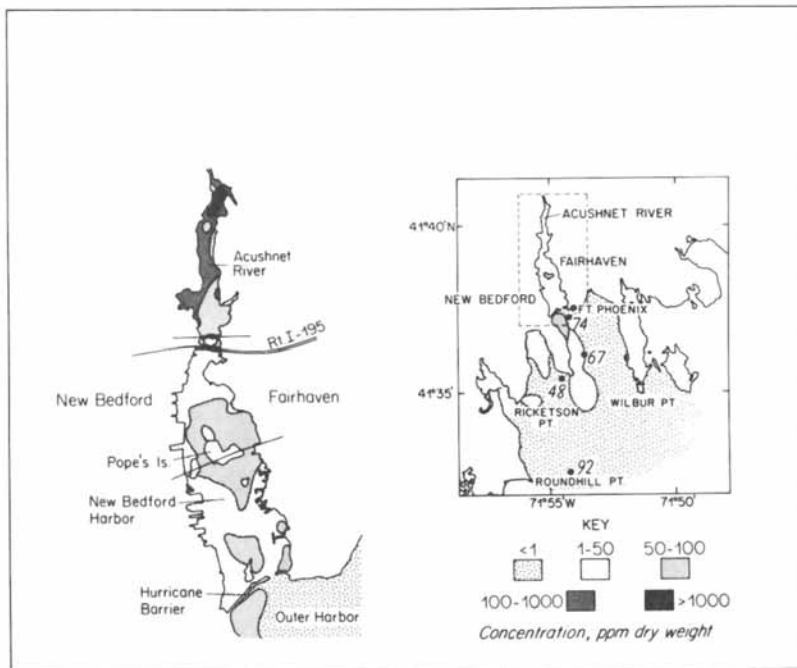 Acushnet
River
Rt I-195
New Bedford
Fairhaven
Pope's Is.
New Bedford
Harbor
Hurricane
Barrier
Outer Harbor
41°40'N
ACUSHNET RIVER
FAIRHAVEN
NEW BEDFORD
FT. PHOENIX
74
67
48
41°35'
RICKETSON
PT.
WILBUR PT.
92
ROUNDHILL PT.
71°55'W
71°50'
KEY
<1 1-50 50-100
100-1000 >1000
Concentration, ppm dry weight